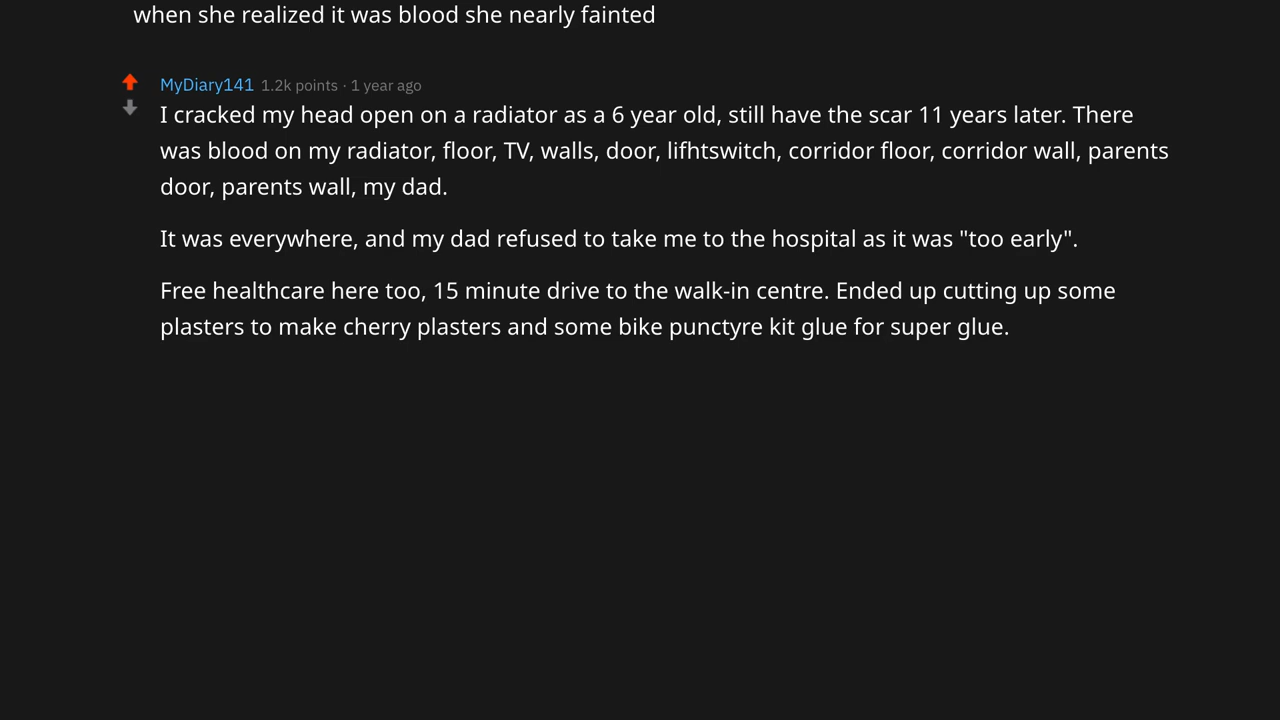 when she realized it was blood she nearly fainted
MyDiary141 1.2k points · 1 year ago
I cracked my head open on a radiator as a 6 year old, still have the scar 11 years later. There
was blood on my radiator, floor, TV, walls, door, lifhtswitch, corridor floor, corridor wall, parents
door, parents wall, my dad.
It was everywhere, and my dad refused to take me to the hospital as it was "too early".
Free healthcare here too, 15 minute drive to the walk-in centre. Ended up cutting up some
plasters to make cherry plasters and some bike punctyre kit glue for super glue.